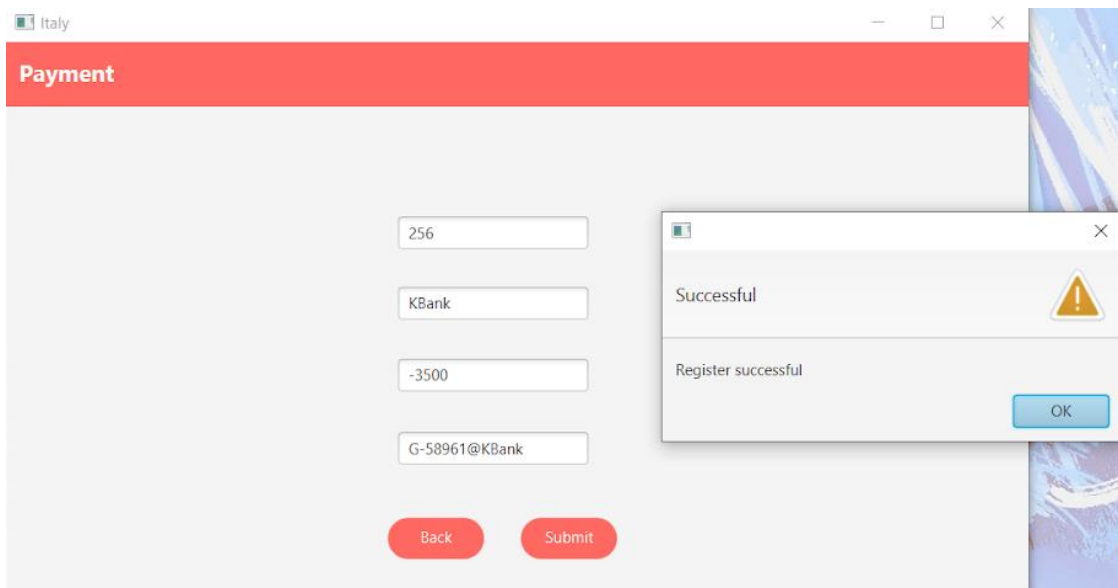 Italy
Payment
256
KBank
-3500
G-58961@KBank
Back Submit
Successful
Register successful
OK